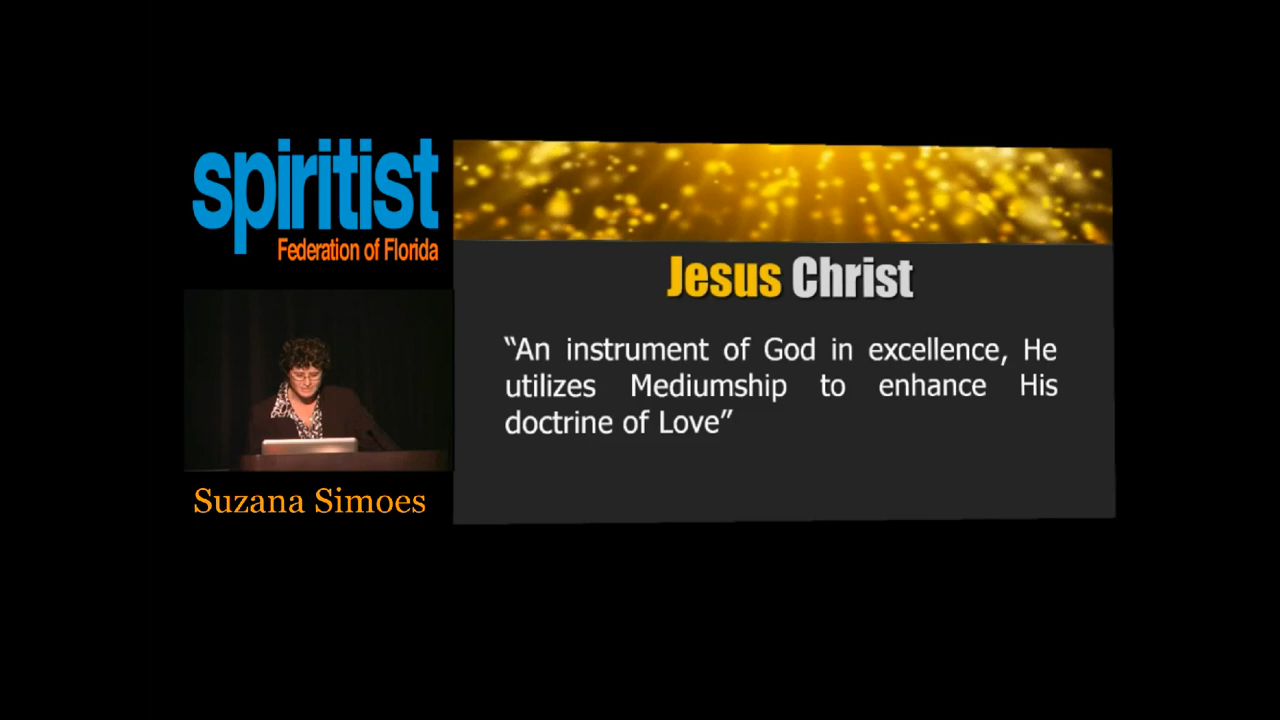 spiritist
Federation of Florida
Suzana Simoes
Jesus Christ
“An instrument of God in excellence, He
utilizes Mediumship to enhance His
doctrine of Love”